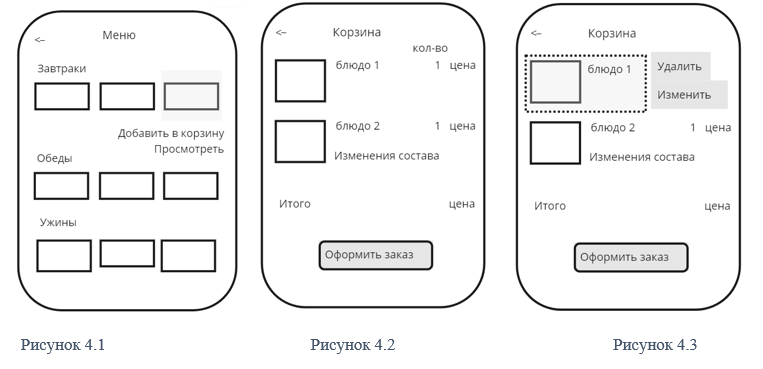 <- Меню
Завтраки
Добавить в корзину
Просмотреть
Обеды
Ужины
<- Корзина
кол-во
блюдо 1 1 цена
блюдо 2 1 цена
Изменения состава
Итого цена
Оформить заказ
<- Корзина
блюдо 1 Удалить
Изменить
блюдо 2 1 цена
Изменения состава
Итого цена
Оформить заказ
Рисунок 4.1 Рисунок 4.2 Рисунок 4.3